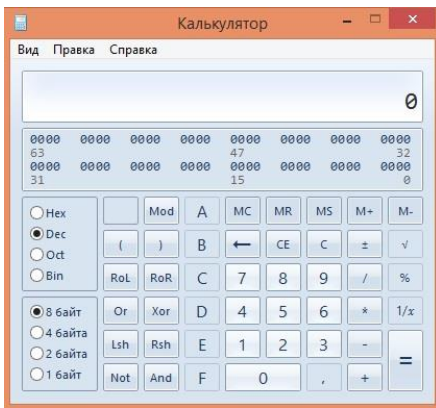 Калькулятор
Вид Правка Справка
0
0000 0000 0000 0000 0000 0000 0000 0000
63 47 32
0000 0000 0000 0000 0000 0000 0000 0000
31 15 0
Hex Mod A MC MR MS M+ M-
Dec ( ) B ← CE C ± √
Oct
Bin RoL RoR C 7 8 9 / %
8 байт Or Xor D 4 5 6 * 1/x
4 байта
2 байта Lsh Rsh E 1 2 3 - =
1 байт Not And F 0 , +